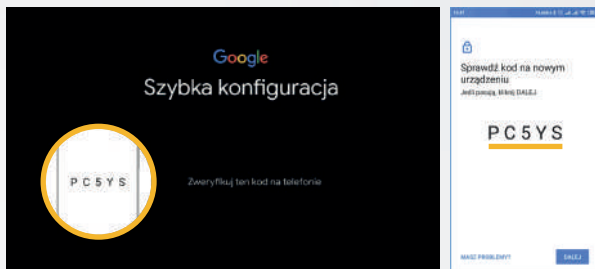 Google
Szybka konfiguracja
P C 5 Y S
Zweryfikuj ten kod na telefonie
Sprawdź kod na nowym
urządzeniu
Jeśli pasują, kliknij DALEJ
P C 5 Y S
MASZ PROBLEMY?
DALEJ